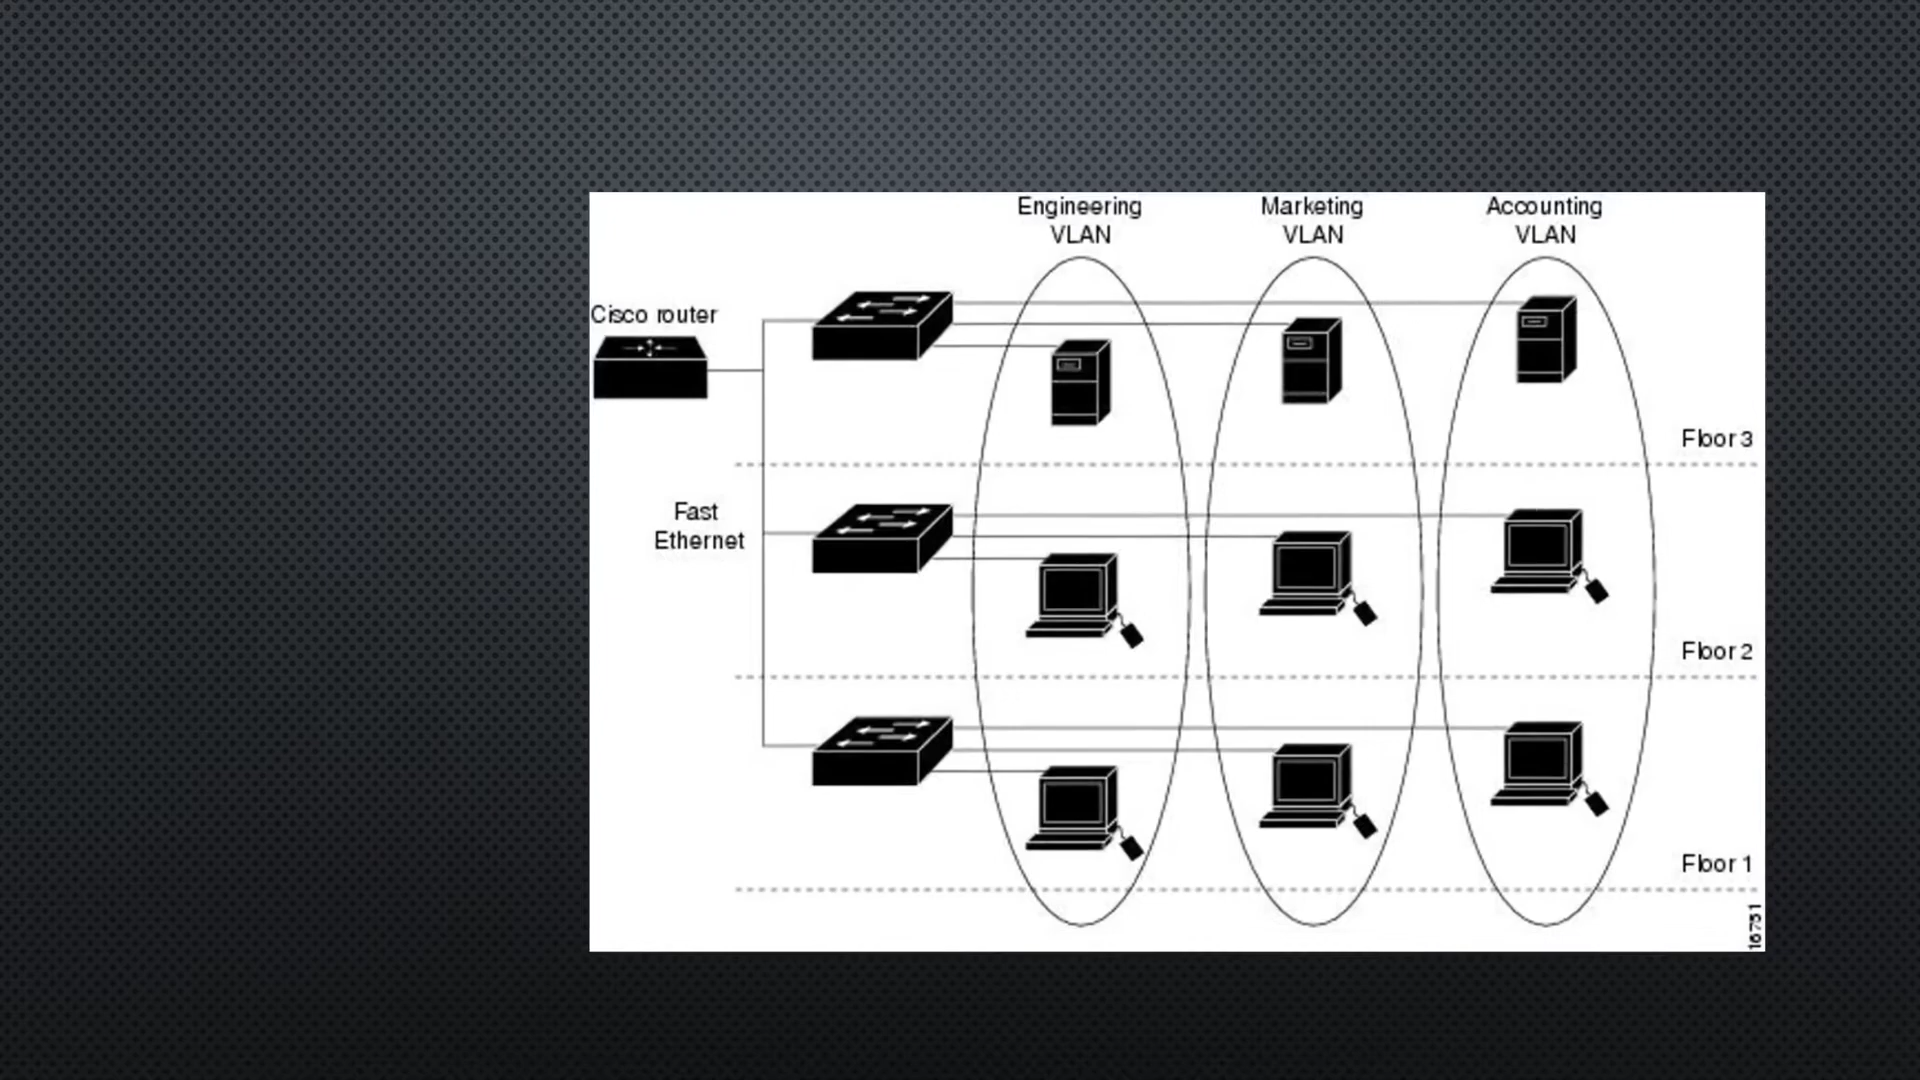 Engineering
VLAN
Marketing
VLAN
Accounting
VLAN
Cisco router
Floor 3
Fast
Ethernet
Floor 2
Floor 1
16751